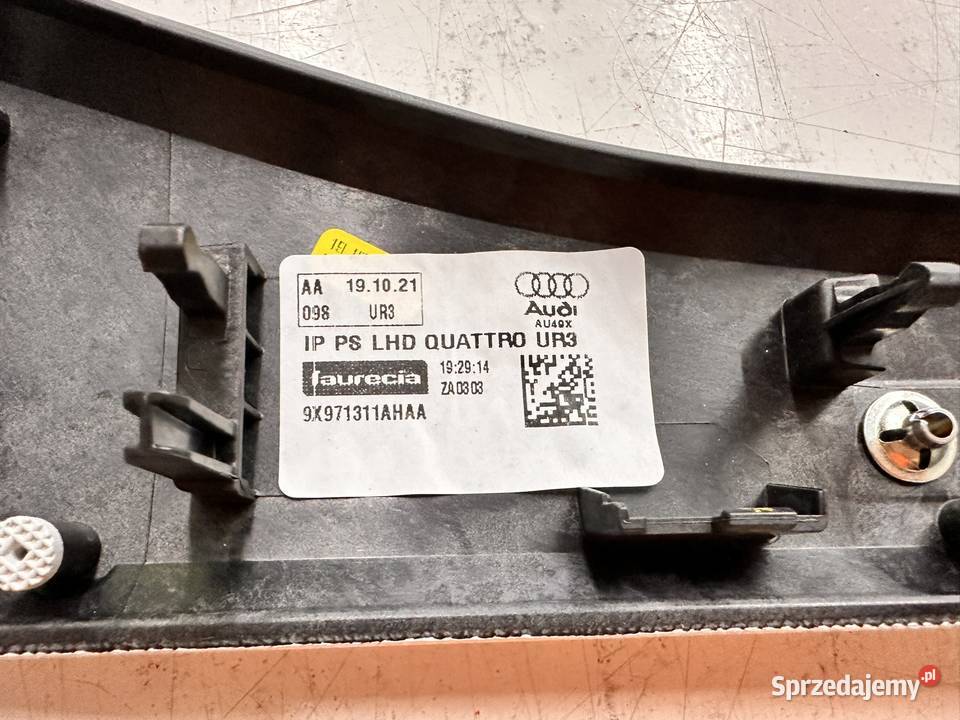 AA 19.10.21
098 UR3
Audi
AU49X
IP PS LHD QUATTRO UR3
faurecia
19:29:14
ZA0303
9X971311AHAA
Sprzedajemy.pl